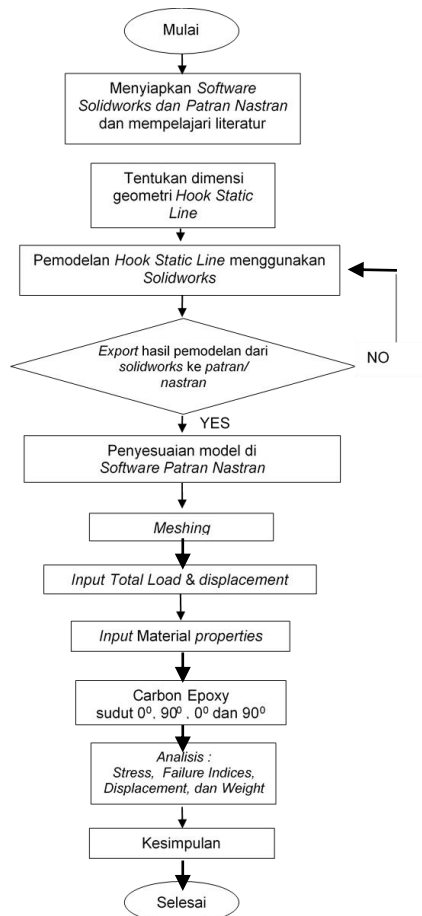 Mulai
Menyiapkan Software
Solidworks dan Patran Nastran
dan mempelajari literatur
Tentukan dimensi
geometri Hook Static
Line
Pemodelan Hook Static Line menggunakan
Solidworks
Export hasil pemodelan dari
solidworks ke patran/
nastran
NO
YES
Penyesuaian model di
Software Patran Nastran
Meshing
Input Total Load & displacement
Input Material properties
Carbon Epoxy
sudut 0⁰, 90⁰ , 0⁰ dan 90⁰
Analisis :
Stress, Failure Indices,
Displacement, dan Weight
Kesimpulan
Selesai